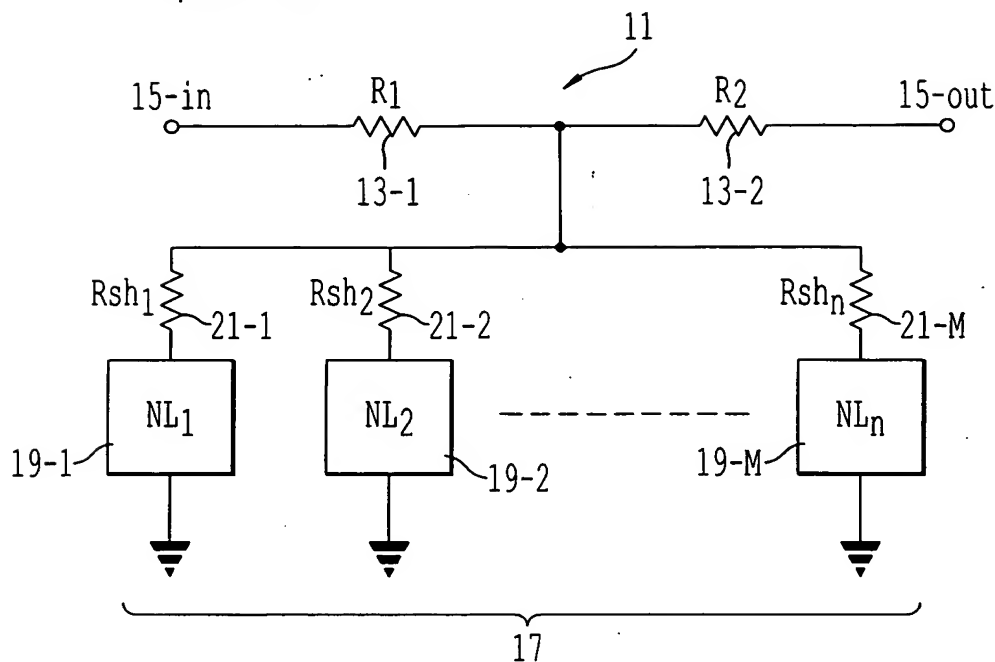 11
15-in
R1
R2
15-out
13-1
13-2
Rsh1
21-1
Rsh2
21-2
Rshn
21-M
NL1
NL2
NLn
19-1
19-2
19-M
17